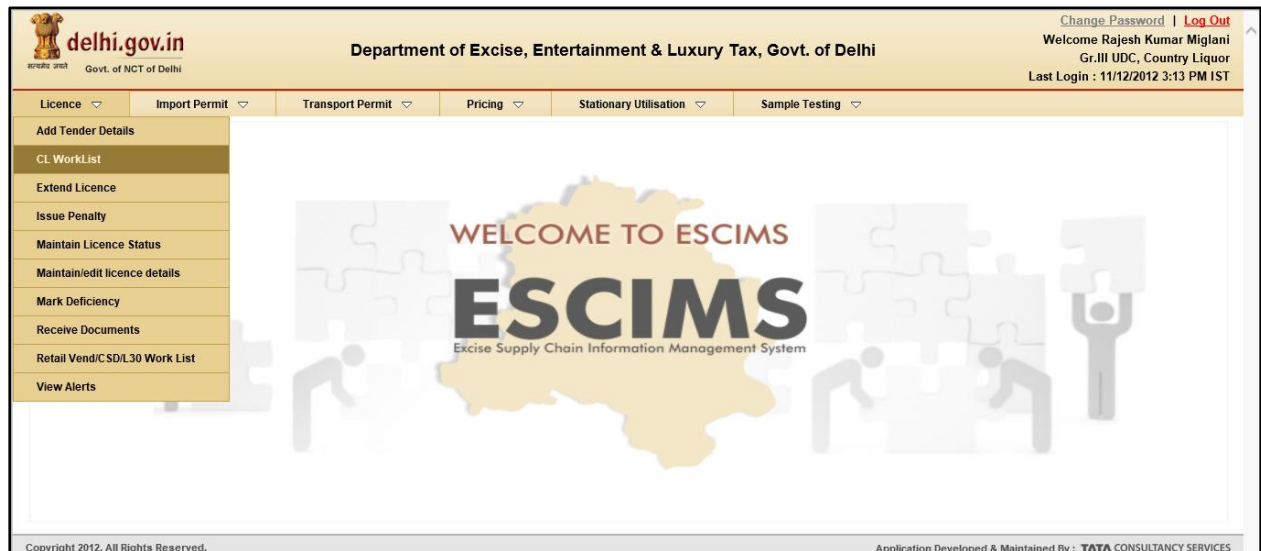 Change Password | Log Out
delhi.gov.in
सत्यमेव जयते
Govt. of NCT of Delhi
Department of Excise, Entertainment & Luxury Tax, Govt. of Delhi
Welcome Rajesh Kumar Miglani
Gr.III UDC, Country Liquor
Last Login : 11/12/2012 3:13 PM IST
Licence Import Permit Transport Permit Pricing Stationary Utilisation Sample Testing
Add Tender Details
CL WorkList
Extend Licence
Issue Penalty
Maintain Licence Status
Maintain/edit licence details
Mark Deficiency
Receive Documents
Retail Vend/CSD/L30 Work List
View Alerts
WELCOME TO ESCIMS
ESCIMS
Excise Supply Chain Information Management System
Copyright 2012. All Rights Reserved.
Application Developed & Maintained By : TATA CONSULTANCY SERVICES